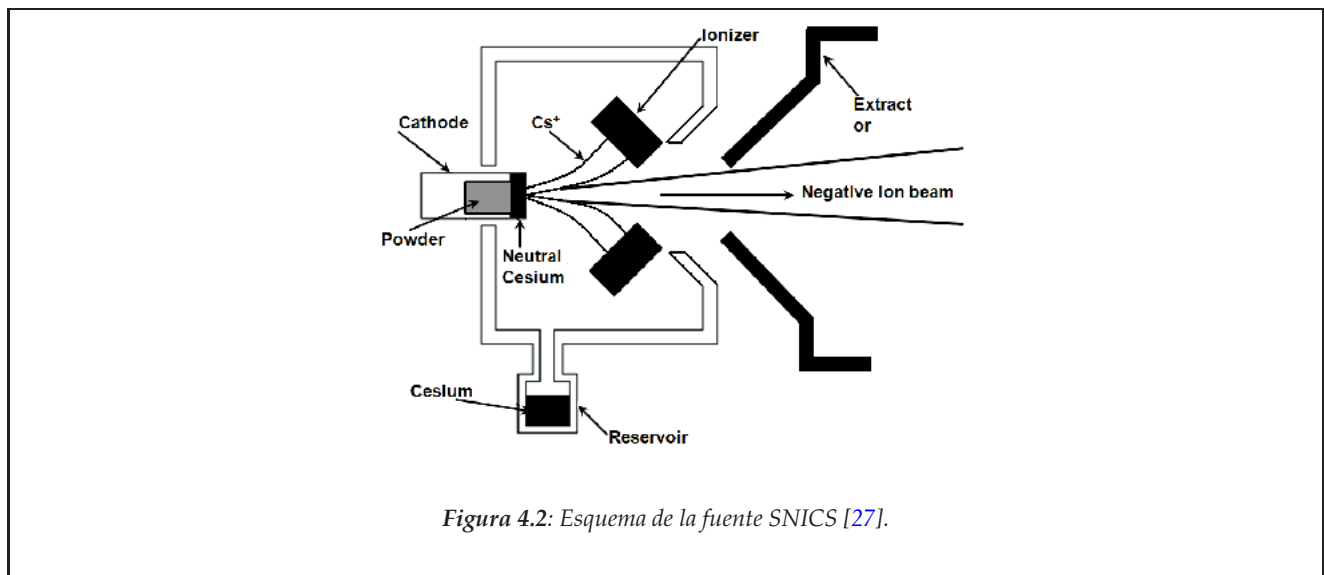 Ionizer
Extract
or
Cathode
Cs+
Negative Ion beam
Powder
Neutral
Cesium
Cesium
Reservoir
Figura 4.2: Esquema de la fuente SNICS [27].